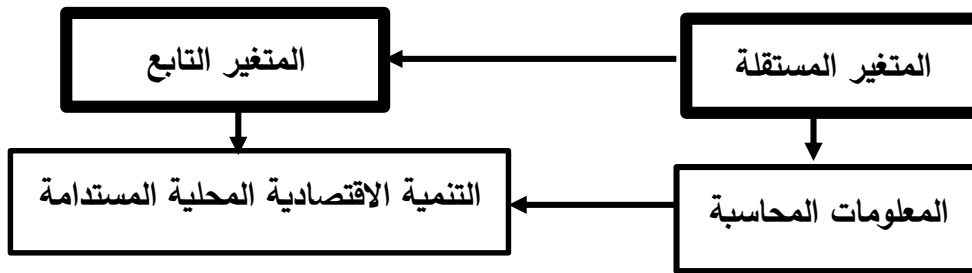 المتغير المستقلة
المتغير التابع
المعلومات المحاسبة
التنمية الاقتصادية المحلية المستدامة